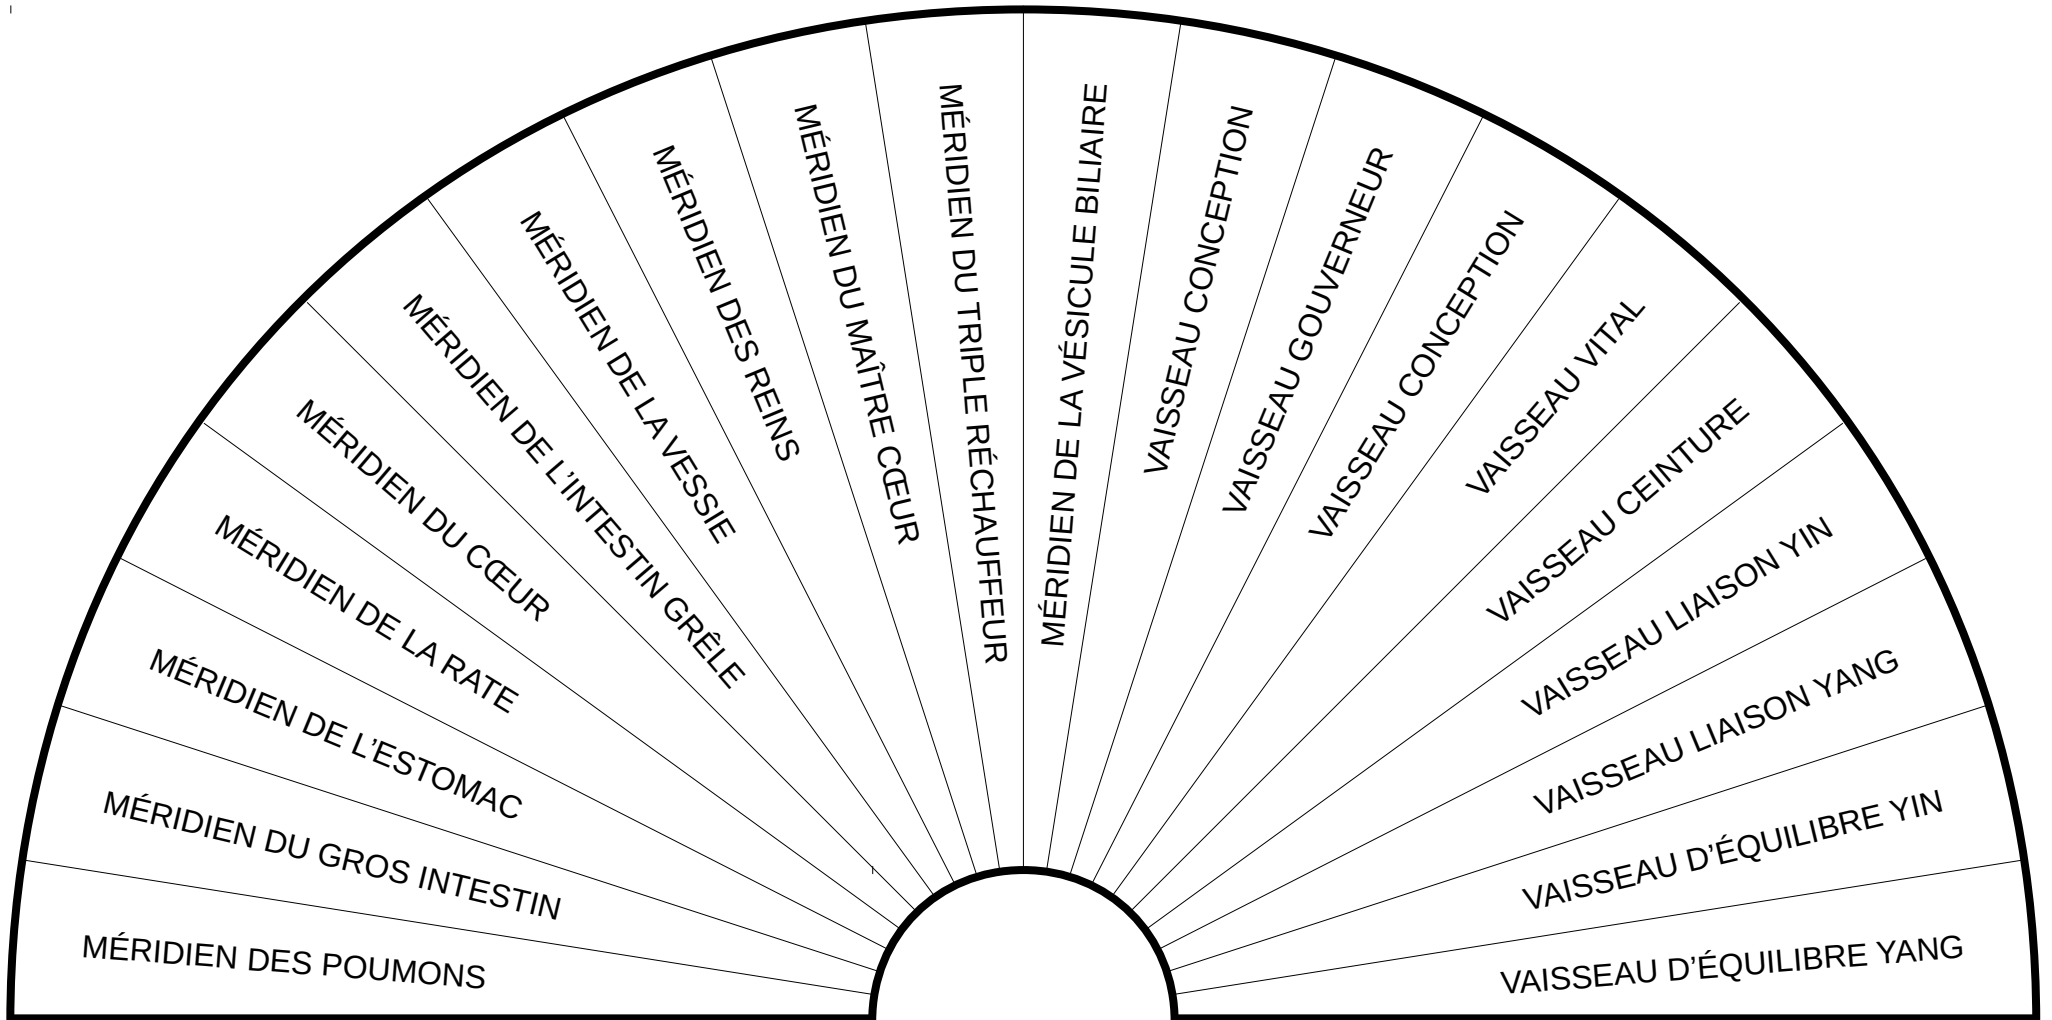 MÉRIDIEN DES POUMONS
MÉRIDIEN DU GROS INTESTIN
MÉRIDIEN DE L’ESTOMAC
MÉRIDIEN DE LA RATE
MÉRIDIEN DU CŒUR
MÉRIDIEN DE L’INTESTIN GRÊLE
MÉRIDIEN DE LA VESSIE
MÉRIDIEN DES REINS
MÉRIDIEN DU MAÎTRE CŒUR
MÉRIDIEN DU TRIPLE RÉCHAUFFEUR
MÉRIDIEN DE LA VÉSICULE BILIAIRE
VAISSEAU CONCEPTION
VAISSEAU GOUVERNEUR
VAISSEAU CONCEPTION
VAISSEAU VITAL
VAISSEAU CEINTURE
VAISSEAU LIAISON YIN
VAISSEAU LIAISON YANG
VAISSEAU D’ÉQUILIBRE YIN
VAISSEAU D’ÉQUILIBRE YANG